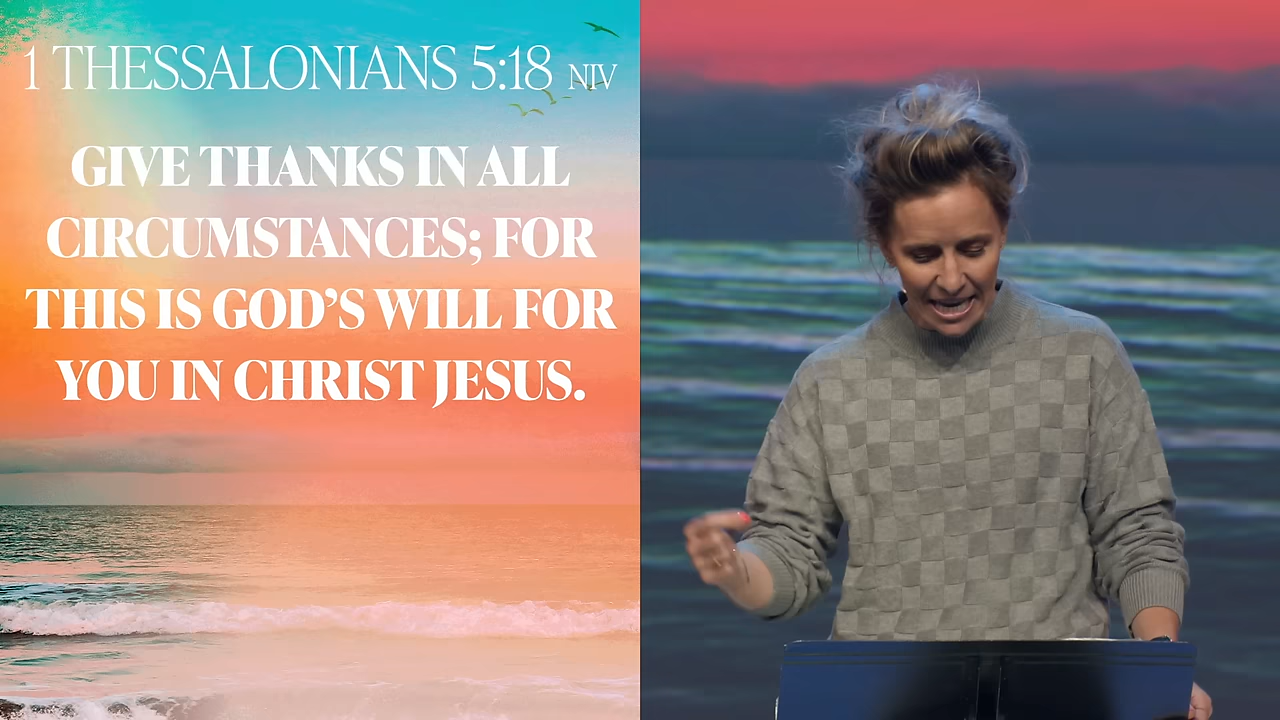 1 THESSALONIANS 5:18 NIV
GIVE THANKS IN ALL
CIRCUMSTANCES; FOR
THIS IS GOD’S WILL FOR
YOU IN CHRIST JESUS.